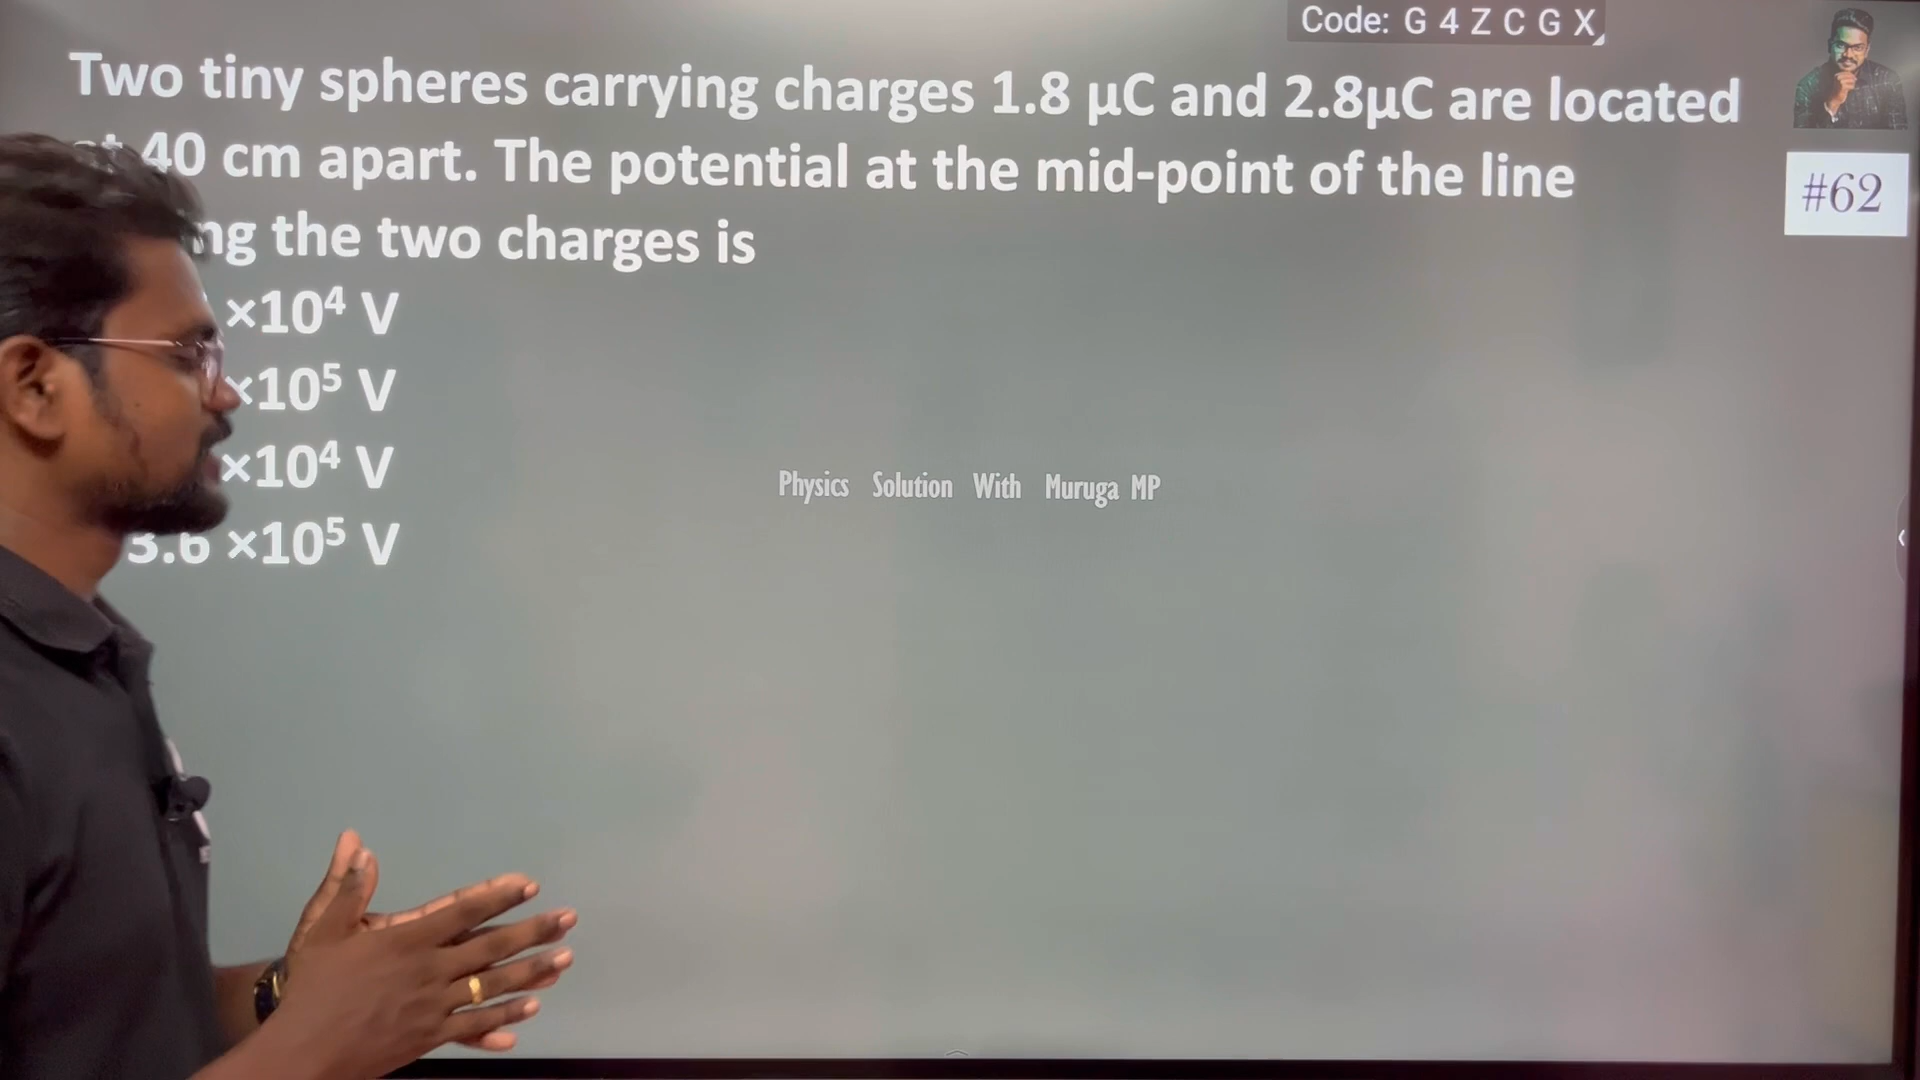 Code: G 4 Z C G X
Two tiny spheres carrying charges 1.8 μC and 2.8μC are located
40 cm apart. The potential at the mid-point of the line
the two charges is
×10⁴ V
×10⁵ V
×10⁴ V
3.6 ×10⁵ V
#62
Physics Solution With Muruga MP